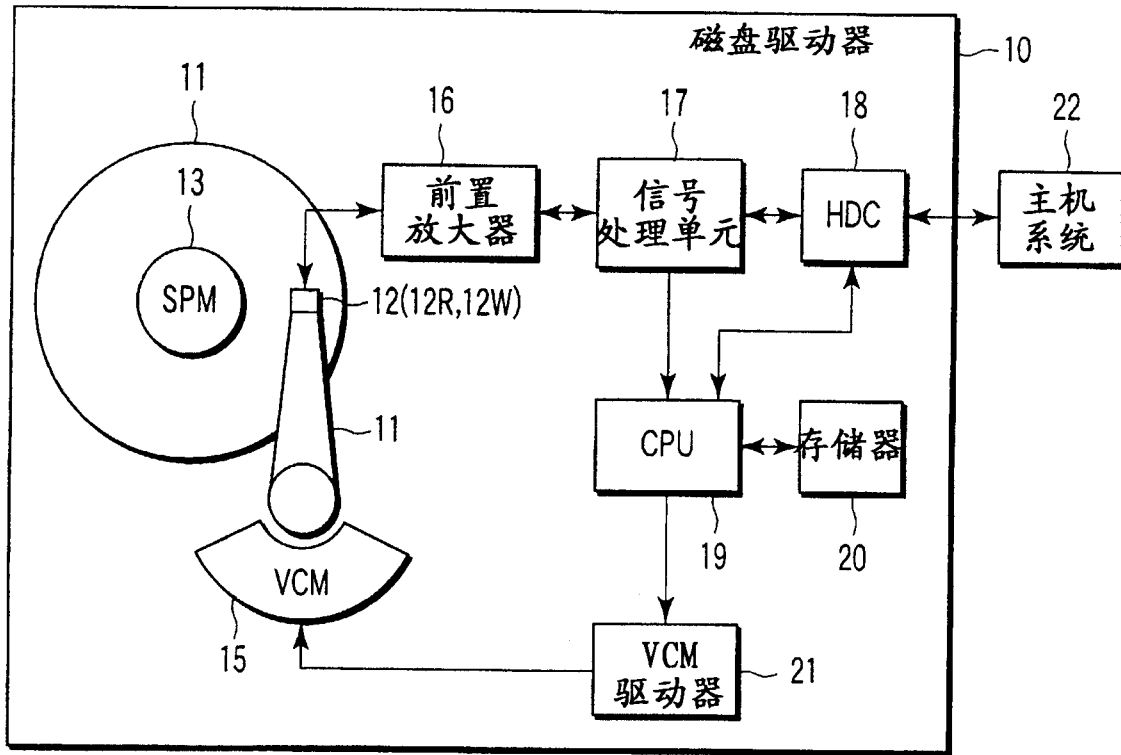 磁盘驱动器
10
11
16
17
18
22
13
前置
放大器
信号
处理单元
HDC
主机
系统
SPM
12(12R,12W)
11
CPU
存储器
19
20
VCM
15
VCM
驱动器
21